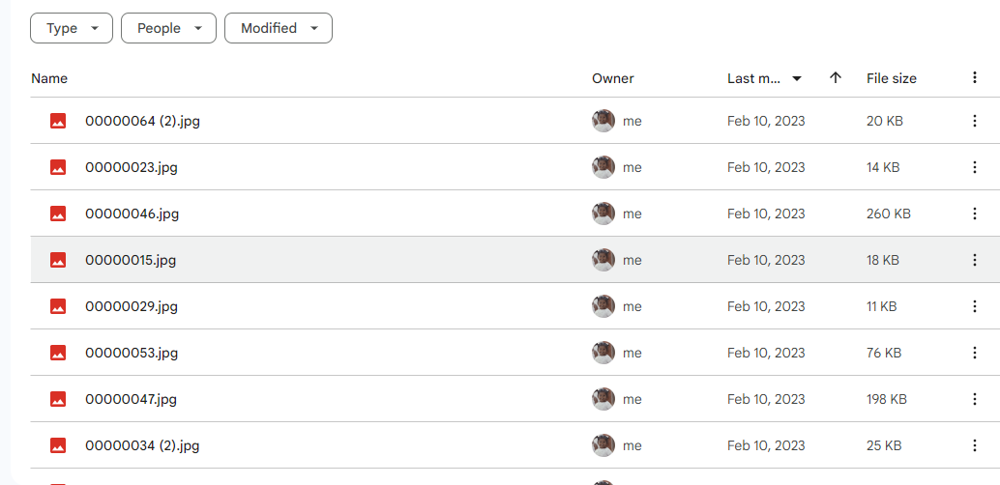 Type People Modified
Name Owner Last m... File size
00000064 (2).jpg me Feb 10, 2023 20 KB
00000023.jpg me Feb 10, 2023 14 KB
00000046.jpg me Feb 10, 2023 260 KB
00000015.jpg me Feb 10, 2023 18 KB
00000029.jpg me Feb 10, 2023 11 KB
00000053.jpg me Feb 10, 2023 76 KB
00000047.jpg me Feb 10, 2023 198 KB
00000034 (2).jpg me Feb 10, 2023 25 KB